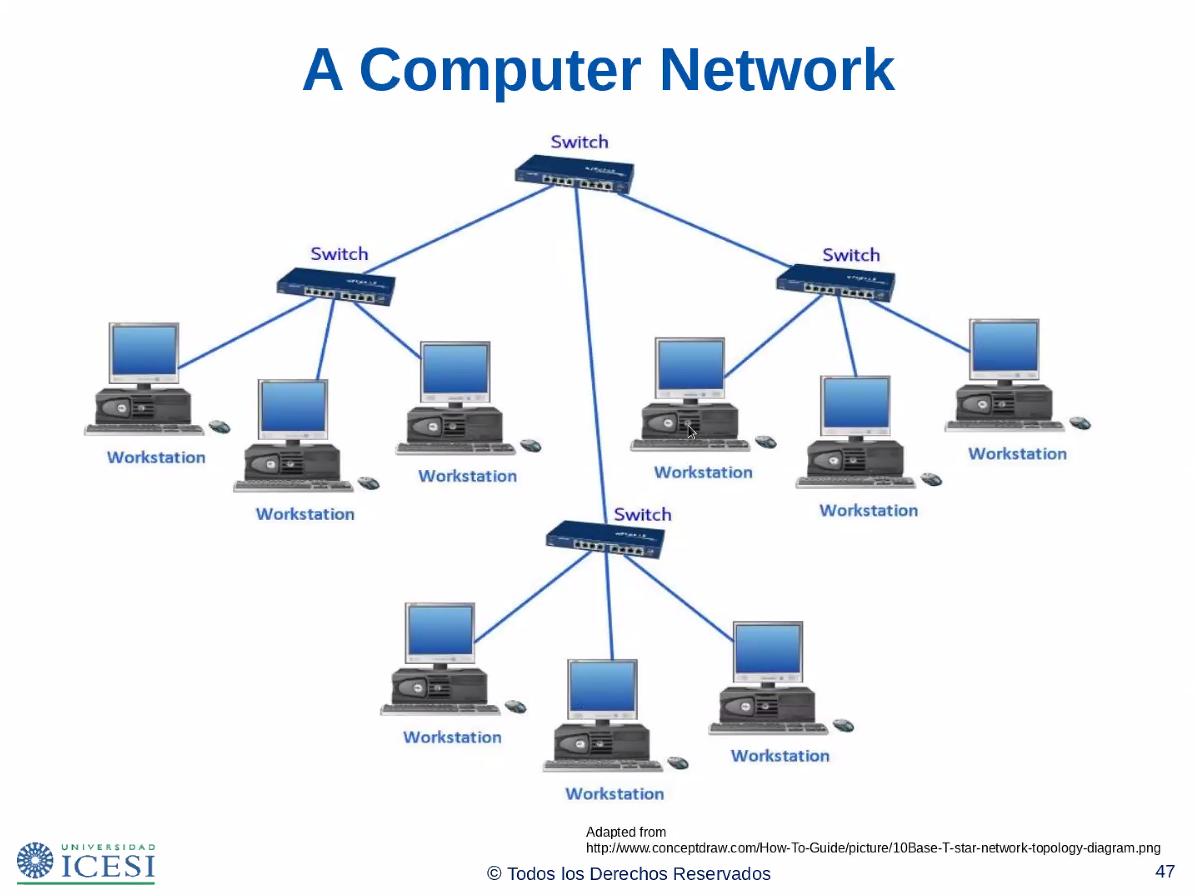 A Computer Network
Switch
Switch
Switch
Workstation
Workstation
Workstation
Workstation
Workstation
Workstation
Switch
Workstation
Workstation
Workstation
Adapted from
http://www.conceptdraw.com/How-To-Guide/picture/10Base-T-star-network-topology-diagram.png
UNIVERSIDAD
ICESI
© Todos los Derechos Reservados
47